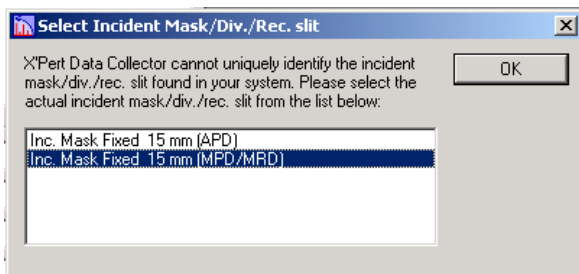 Select Incident Mask/Div./Rec. slit
X'Pert Data Collector cannot uniquely identify the incident
mask/div./rec. slit found in your system. Please select the
actual incident mask/div./rec. slit from the list below:
OK
Inc. Mask Fixed 15 mm (APD)
Inc. Mask Fixed 15 mm (MPD/MRD)